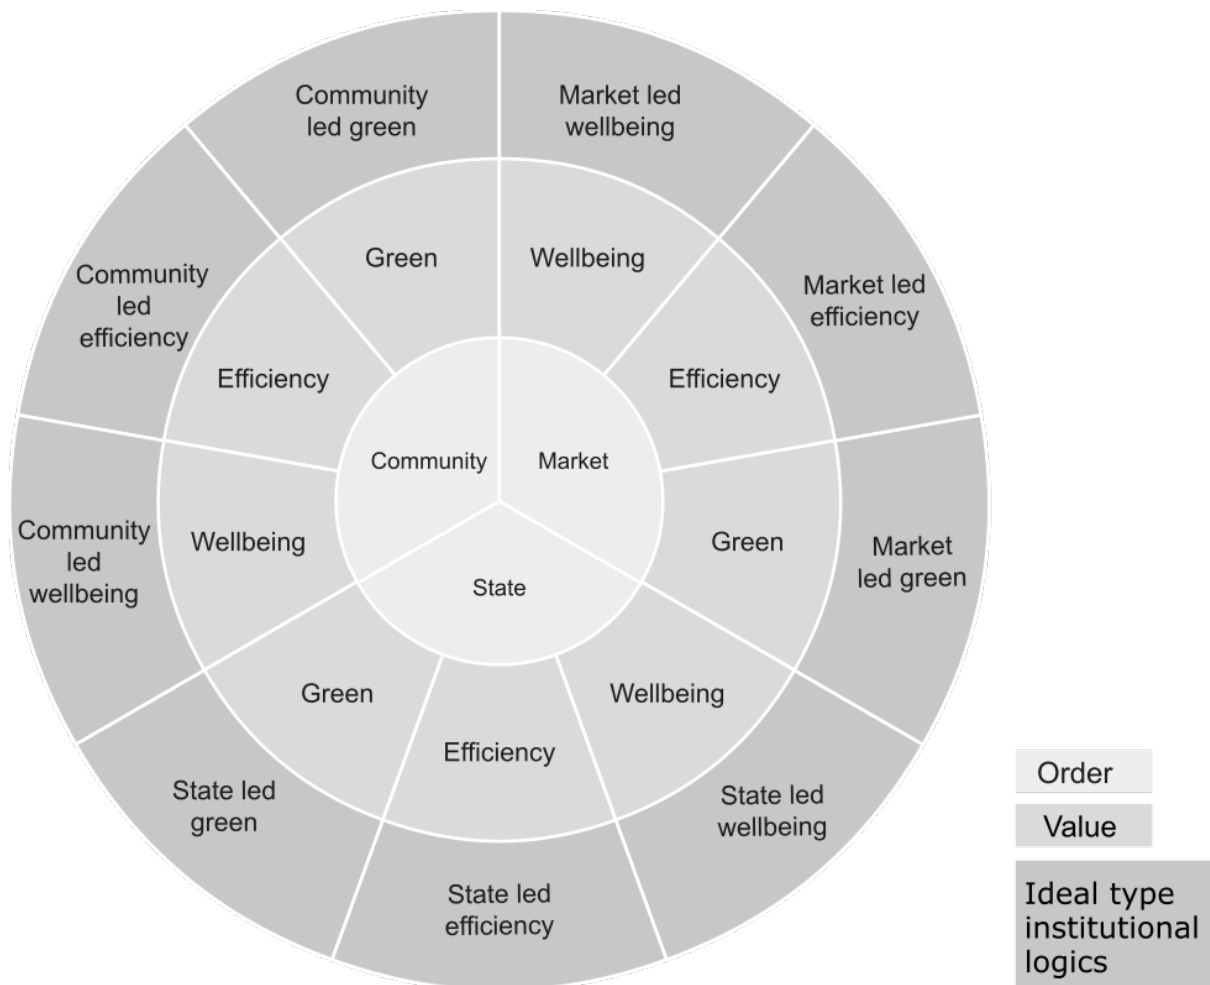 Community
led green
Market led
wellbeing
Green
Wellbeing
Community
led
efficiency
Market led
efficiency
Efficiency
Efficiency
Community
Market
Community
led
wellbeing
Wellbeing
Green
Market
led green
State
Green
Wellbeing
Efficiency
State led
green
State led
wellbeing
State led
efficiency
Order
Value
Ideal type
institutional
logics